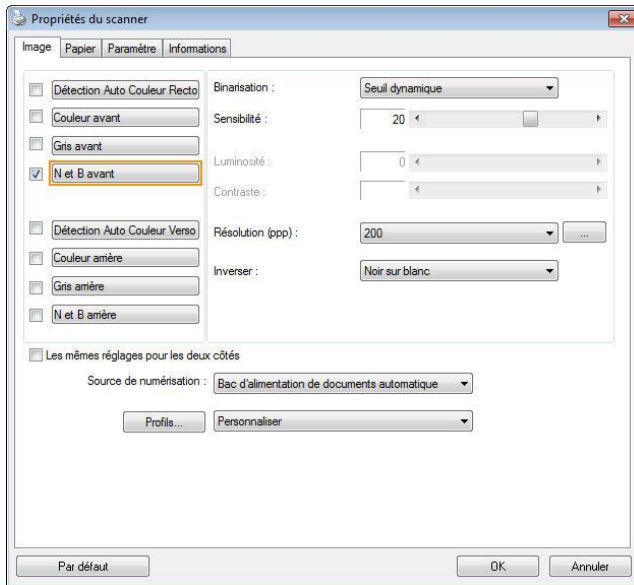 Propriétés du scanner
Image Papier Paramètre Informations
Détection Auto Couleur Recto
Couleur avant
Gris avant
N et B avant
Détection Auto Couleur Verso
Couleur arrière
Gris arrière
N et B arrière
Binarisation : Seuil dynamique
Sensibilité : 20
Luminosité : 0
Contraste :
Résolution (ppp) : 200 ...
Inverser : Noir sur blanc
Les mêmes réglages pour les deux côtés
Source de numérisation : Bac d'alimentation de documents automatique
Profils... Personnaliser
Par défaut OK Annuler